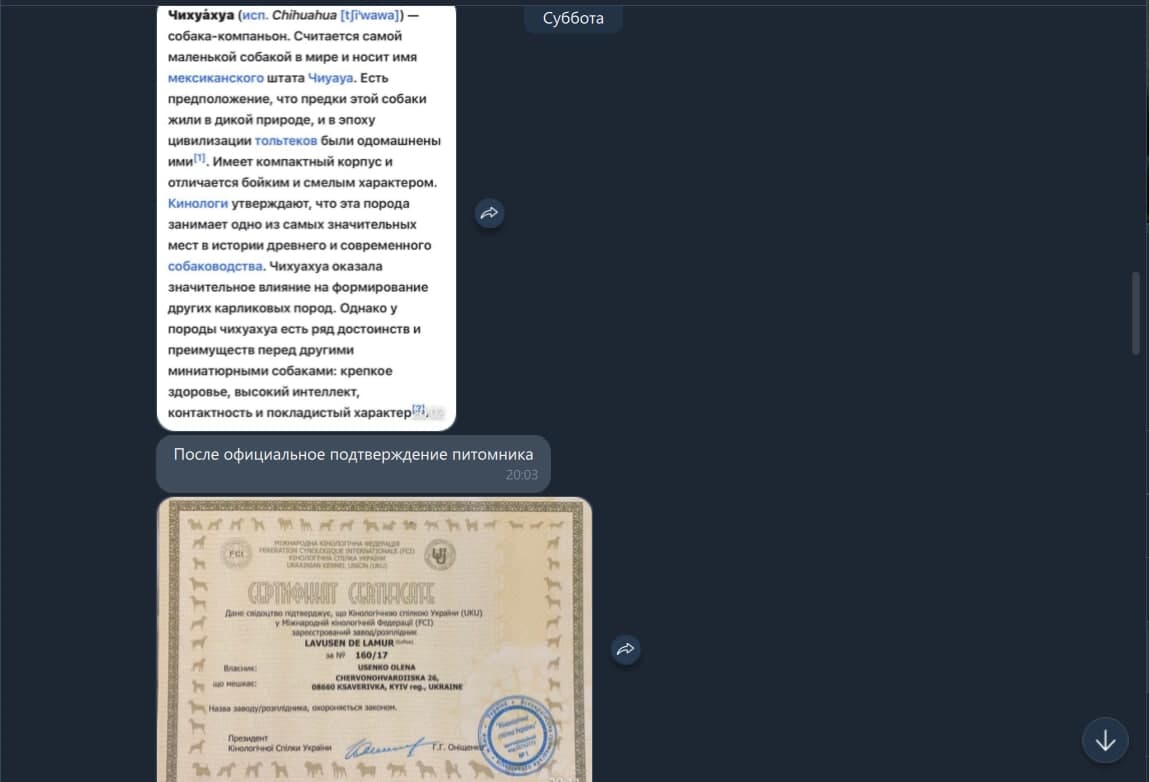 Суббота
Чихуа́хуа (исп. Chihuahua [tʃiˈwawa]) —
собака-компаньон. Считается самой
маленькой собакой в мире и носит имя
мексиканского штата Чиуауа. Есть
предположение, что предки этой собаки
жили в дикой природе, и в эпоху
цивилизации тольтеков были одомашнены
ими[1]. Имеет компактный корпус и
отличается бойким и смелым характером.
Кинологи утверждают, что эта порода
занимает одно из самых значительных
мест в истории древнего и современного
собаководства. Чихуахуа оказала
значительное влияние на формирование
других карликовых пород. Однако у
породы чихуахуа есть ряд достоинств и
преимуществ перед другими
миниатюрными собаками: крепкое
здоровье, высокий интеллект,
контактность и покладистый характер
После официальное подтверждение питомника
20:03
МІЖНАРОДНА КІНОЛОГІЧНА ФЕДЕРАЦІЯ
FEDERATION CYNOLOGIQUE INTERNATIONALE (FCI)
КІНОЛОГІЧНА СПІЛКА УКРАЇНИ
UKRAINIAN KENNEL UNION (UKU)
FCI
СЕРТИФІКАТ CERTIFICATE
Дане свідоцтво підтверджує, що Кінологічною спілкою України (UKU)
у Міжнародній кінологічній Федерації (FCI)
зареєстрований завод/розплідник
LAVUSEN DE LAMUR
за № 160/17
Власник: USENKO OLENA
що мешкає: CHERVONOHVARDIISKA 26,
08660 KSAVERIVKA, KYIV reg., UKRAINE
Назва заводу/розплідника, охороняється законом.
Президент
Кінологічної Спілки України Г.Г. Оніщенко